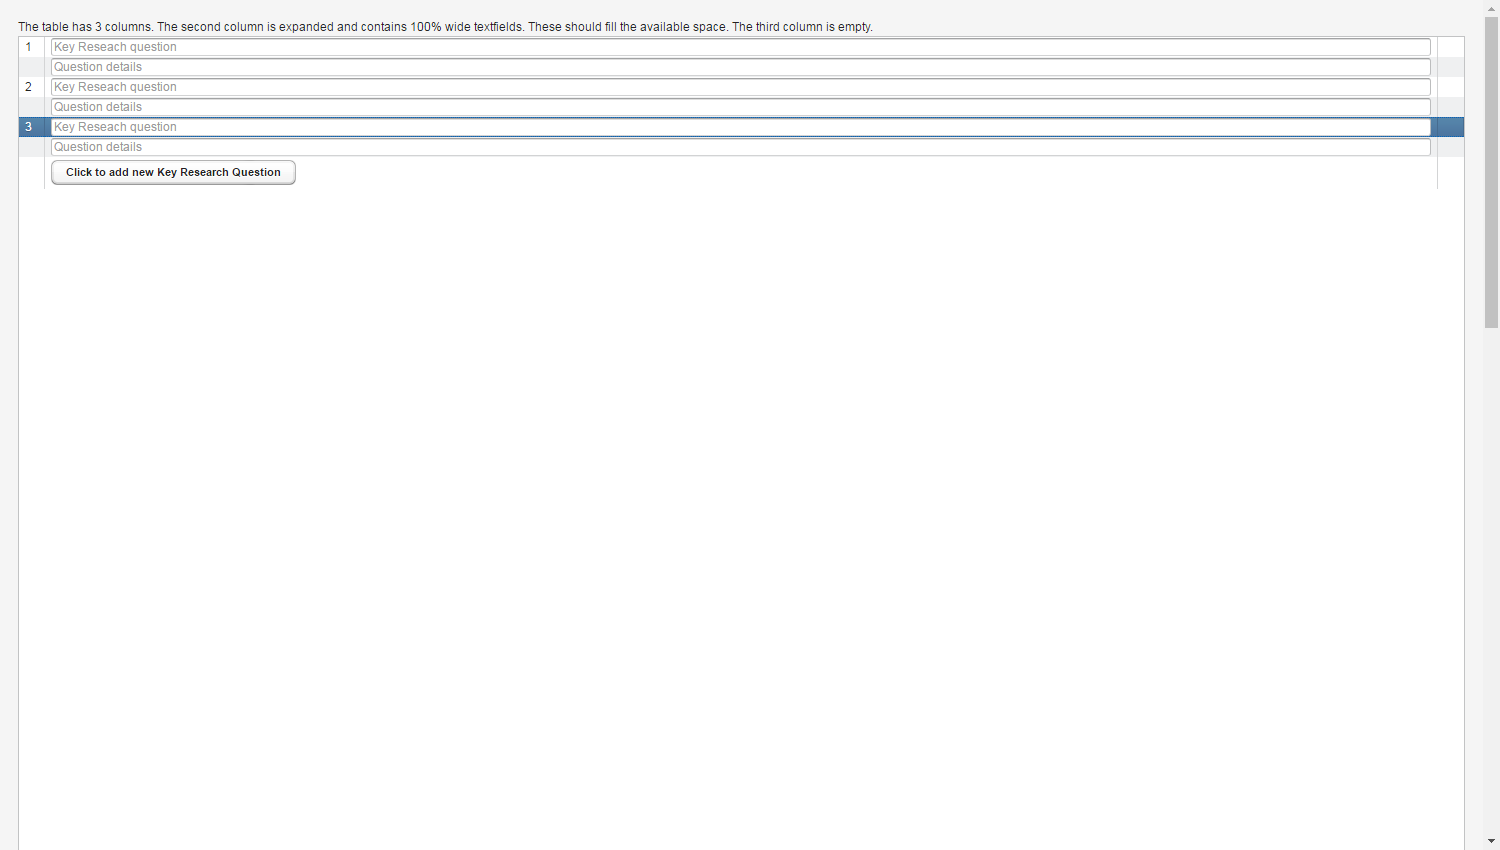 The table has 3 columns. The second column is expanded and contains 100% wide textfields. These should fill the available space. The third column is empty.
1 Key Reseach question
Question details
2 Key Reseach question
Question details
3 Key Reseach question
Question details
Click to add new Key Research Question